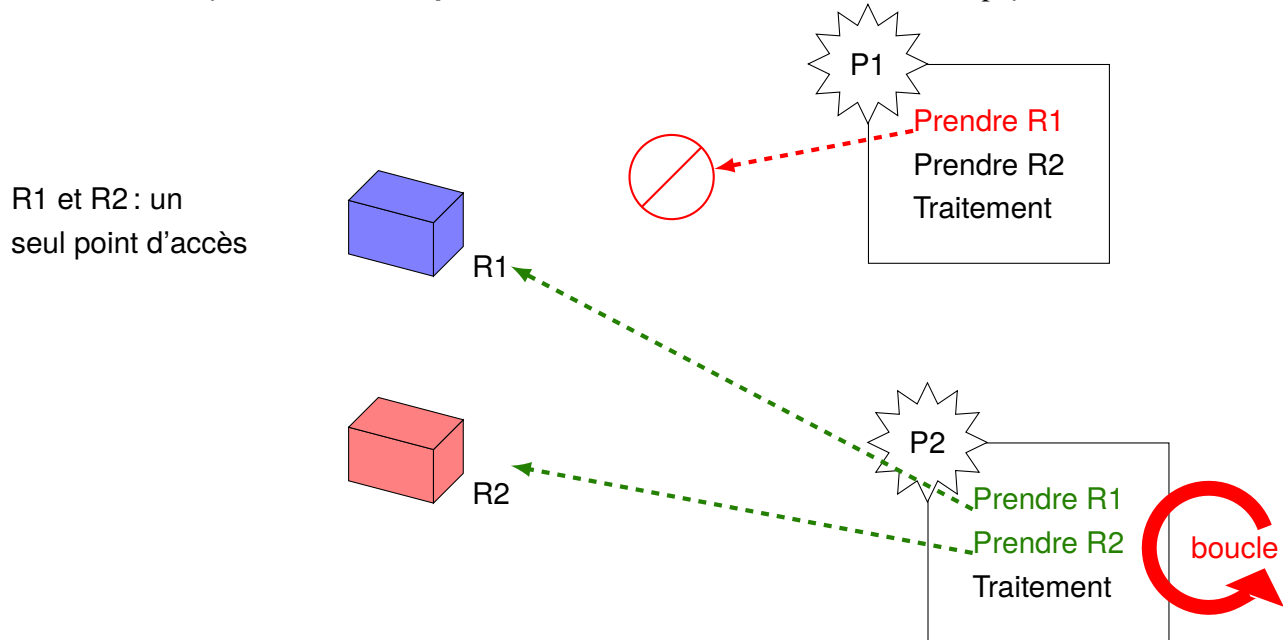 P1
Prendre R1
Prendre R2
Traitement
R1 et R2 : un
seul point d'accès
R1
R2
P2
Prendre R1
Prendre R2
Traitement
boucle